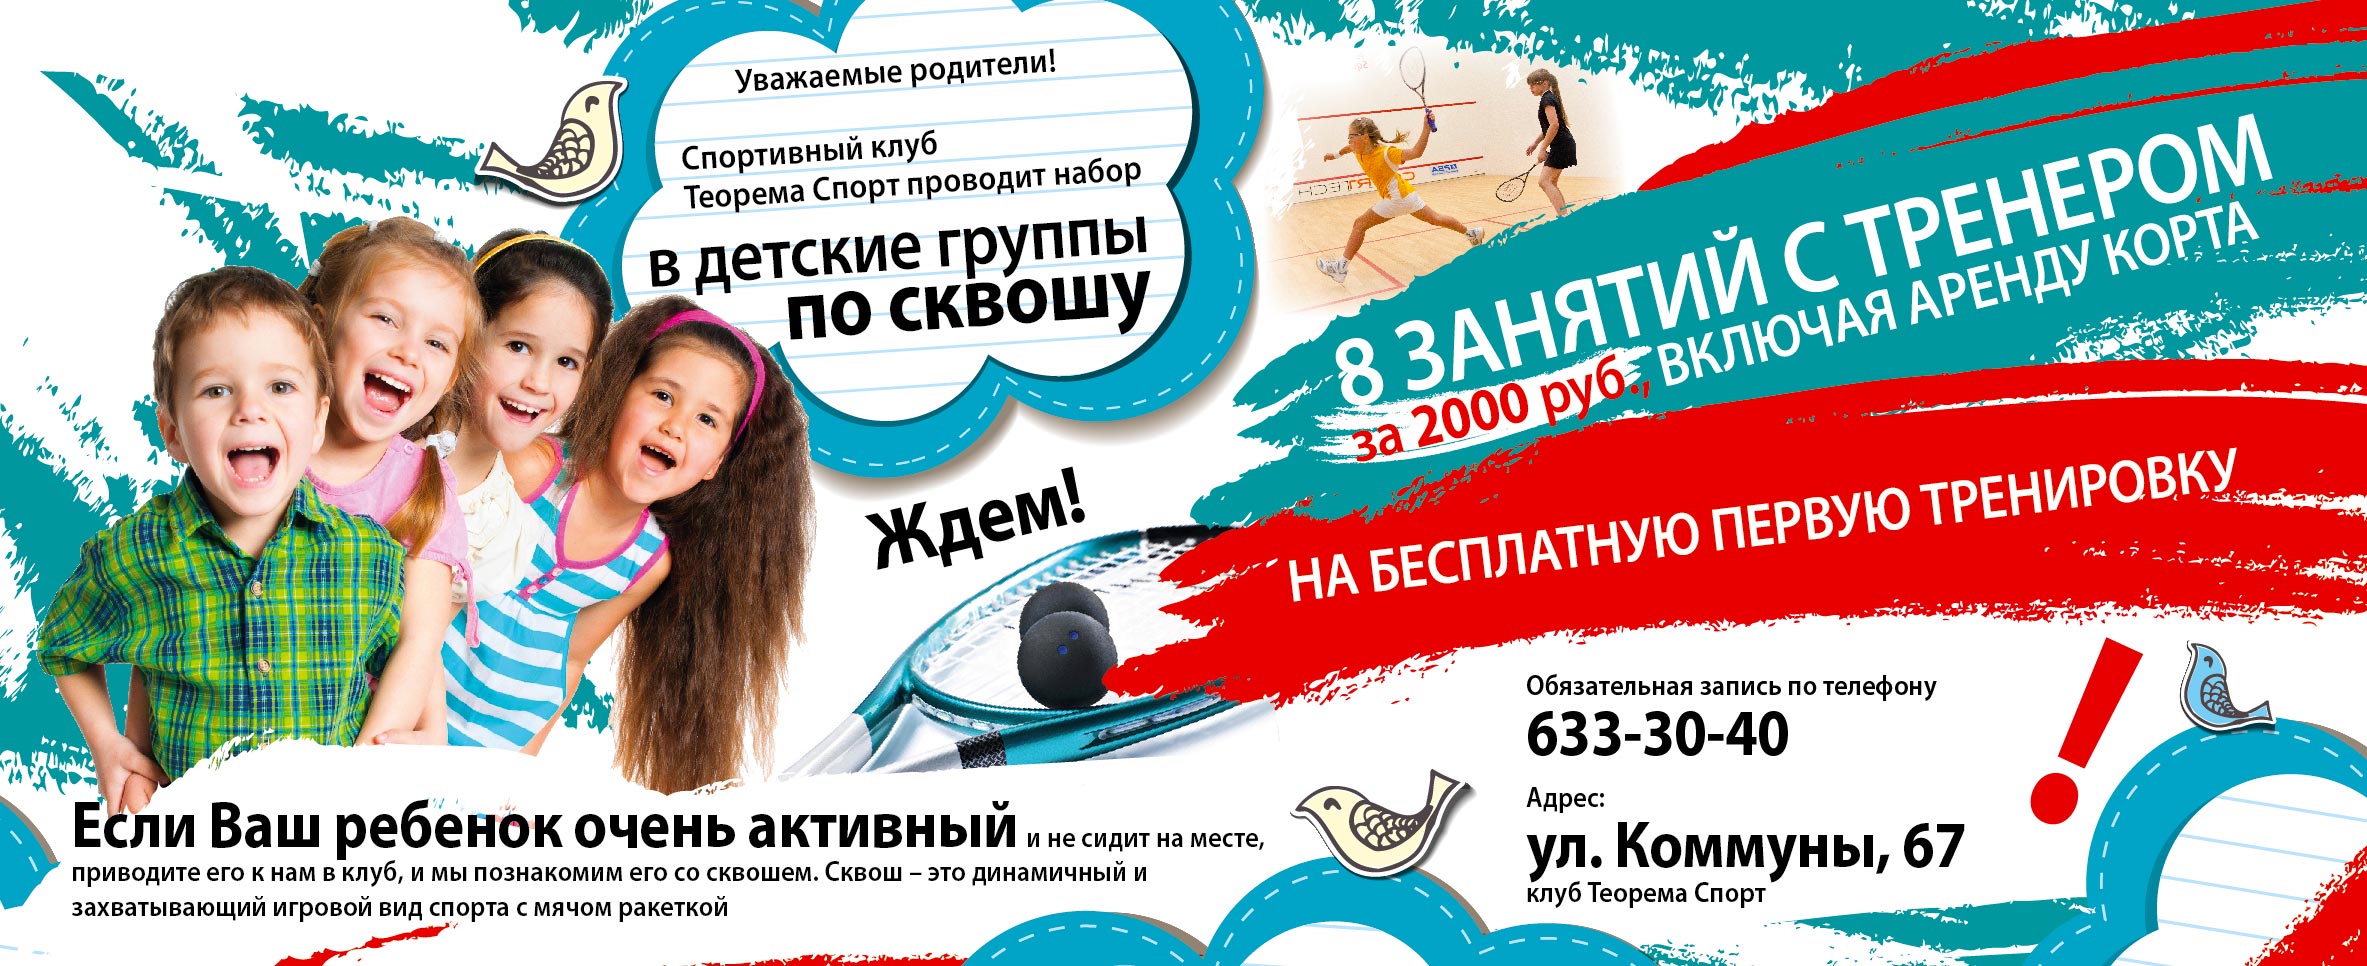 Уважаемые родители!
Спортивный клуб
Теорема Спорт проводит набор
в детские группы
по сквошу
Ждем!
8 ЗАНЯТИЙ С ТРЕНЕРОМ
за 2000 руб., ВКЛЮЧАЯ АРЕНДУ КОРТА
НА БЕСПЛАТНУЮ ПЕРВУЮ ТРЕНИРОВКУ
!
Обязательная запись по телефону
633-30-40
Адрес:
ул. Коммуны, 67
клуб Теорема Спорт
Если Ваш ребенок очень активный и не сидит на месте,
приводите его к нам в клуб, и мы познакомим его со сквошем. Сквош – это динамичный и
захватывающий игровой вид спорта с мячом ракеткой